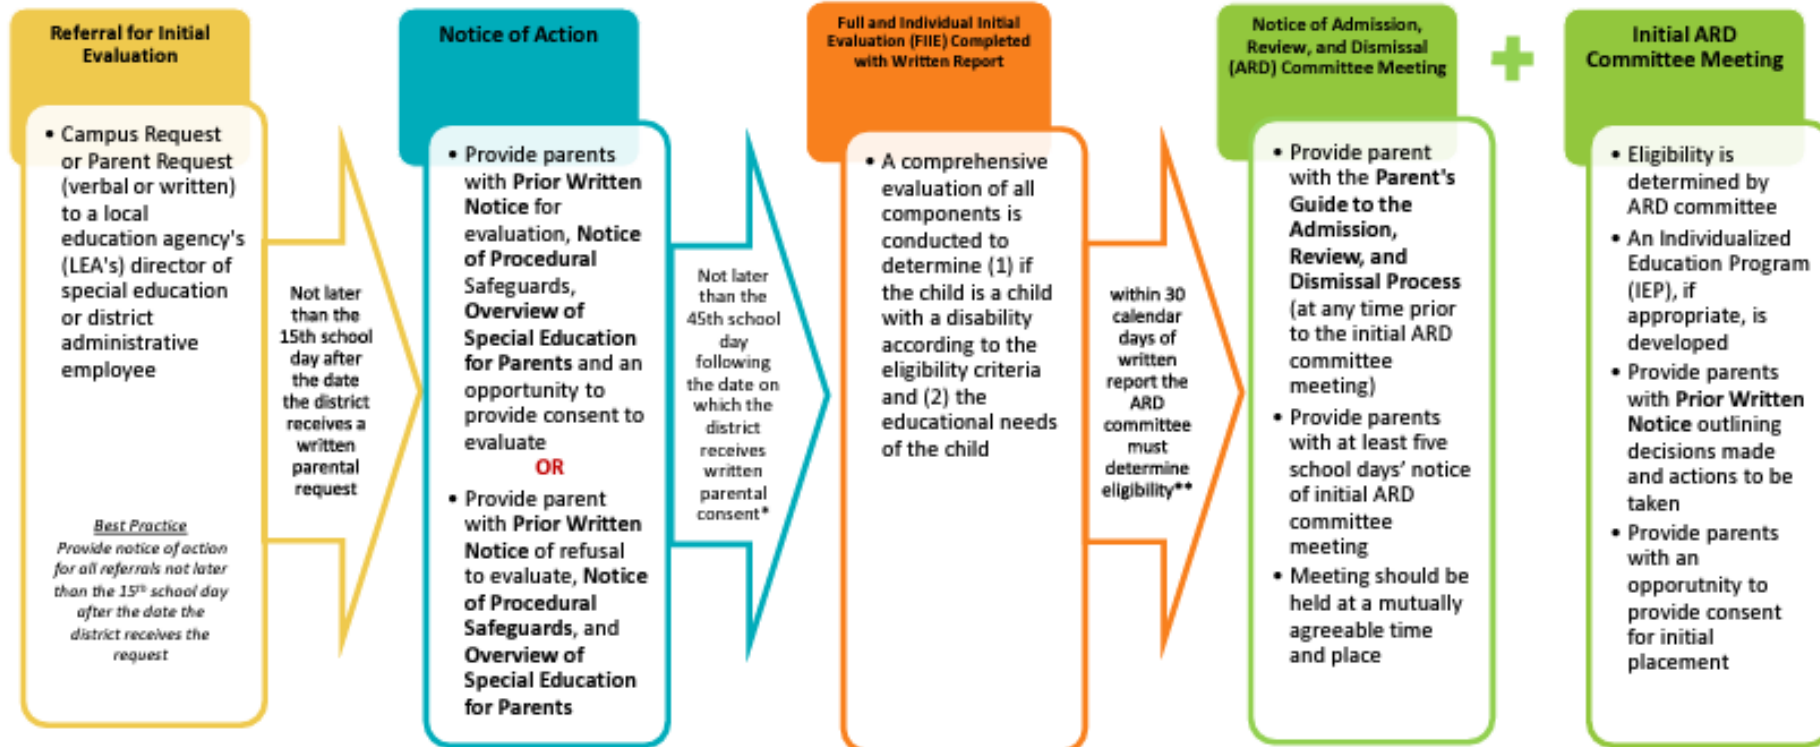 Referral for Initial
Evaluation
• Campus Request
or Parent Request
(verbal or written)
to a local
education agency's
(LEA's) director of
special education
or district
administrative
employee
Best Practice
Provide notice of action
for all referrals not later
than the 15th school day
after the date the
district receives the
request
Not later
than the
15th school
day after
the date
the district
receives a
written
parental
request
Notice of Action
• Provide parents
with Prior Written
Notice for
evaluation, Notice
of Procedural
Safeguards,
Overview of
Special Education
for Parents and an
opportunity to
provide consent to
evaluate
OR
• Provide parent
with Prior Written
Notice of refusal
to evaluate, Notice
of Procedural
Safeguards, and
Overview of
Special Education
for Parents
Not later
than the
45th school
day
following
the date on
which the
district
receives
written
parental
consent*
Full and Individual Initial
Evaluation (FIIE) Completed
with Written Report
• A comprehensive
evaluation of all
components is
conducted to
determine (1) if
the child is a child
with a disability
according to the
eligibility criteria
and (2) the
educational needs
of the child
within 30
calendar
days of
written
report the
ARD
committee
must
determine
eligibility**
Notice of Admission,
Review, and Dismissal
(ARD) Committee Meeting
• Provide parent
with the Parent's
Guide to the
Admission,
Review, and
Dismissal Process
(at any time prior
to the initial ARD
committee
meeting)
• Provide parents
with at least five
school days' notice
of initial ARD
committee
meeting
• Meeting should be
held at a mutually
agreeable time
and place
Initial ARD
Committee Meeting
• Eligibility is
determined by
ARD committee
• An Individualized
Education Program
(IEP), if
appropriate, is
developed
• Provide parents
with Prior Written
Notice outlining
decisions made
and actions to be
taken
• Provide parents
with an
opporutnity to
provide consent
for initial
placement